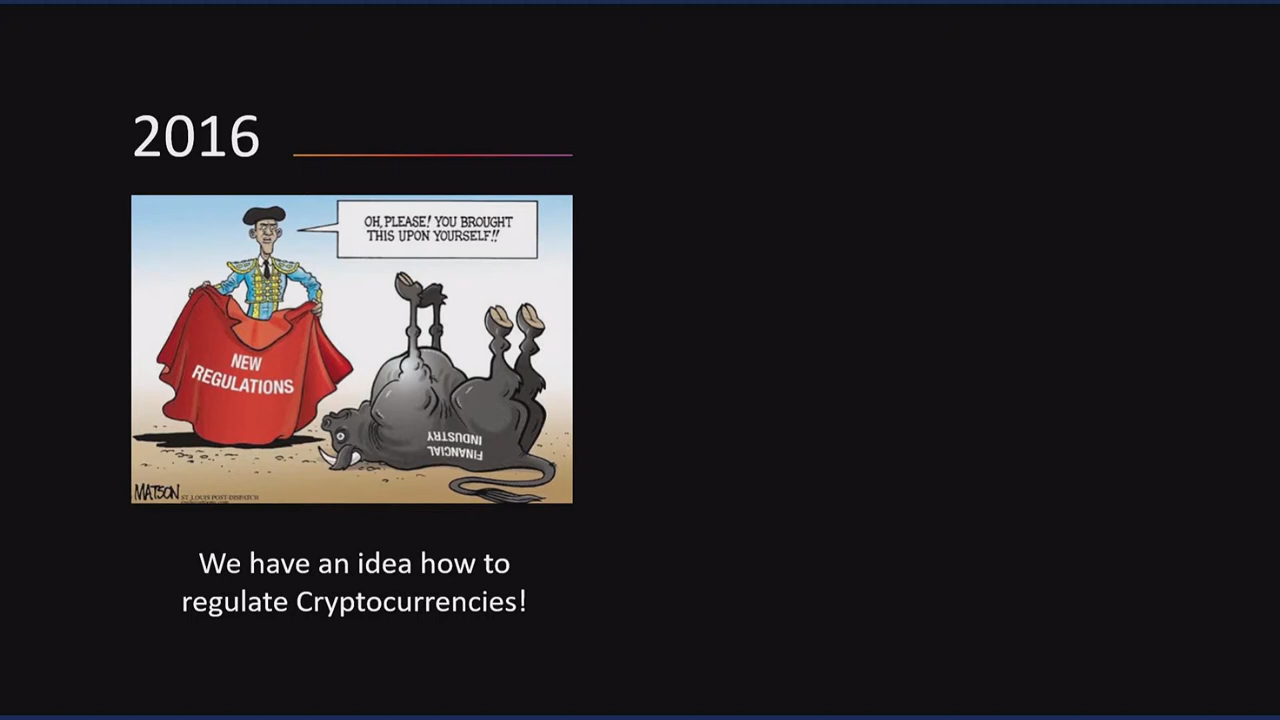 2016
OH, PLEASE! YOU BROUGHT
THIS UPON YOURSELF!!
NEW
REGULATIONS
FINANCIAL
INDUSTRY
MATSON ST. LOUIS POST-DISPATCH
We have an idea how to
regulate Cryptocurrencies!